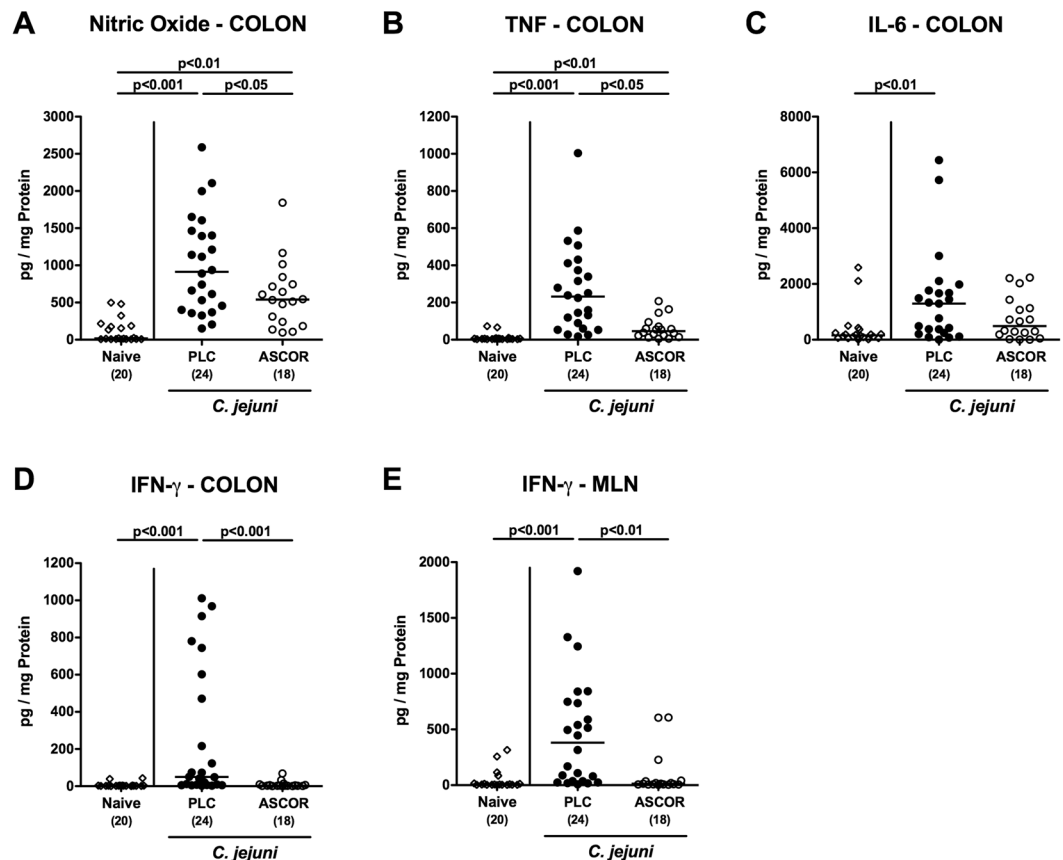 A Nitric Oxide - COLON
p<0.01
p<0.001 p<0.05
3000
2500
2000
1500
1000
500
0
pg / mg Protein
Naive PLC ASCOR
(20) (24) (18)
C. jejuni
B TNF - COLON
p<0.01
p<0.001 p<0.05
1200
1000
800
600
400
200
0
pg / mg Protein
Naive PLC ASCOR
(20) (24) (18)
C. jejuni
C IL-6 - COLON
p<0.01
8000
6000
4000
2000
0
pg / mg Protein
Naive PLC ASCOR
(20) (24) (18)
C. jejuni
D IFN-γ - COLON
p<0.001 p<0.001
1200
1000
800
600
400
200
0
pg / mg Protein
Naive PLC ASCOR
(20) (24) (18)
C. jejuni
E IFN-γ - MLN
p<0.001 p<0.01
2000
1500
1000
500
0
pg / mg Protein
Naive PLC ASCOR
(20) (24) (18)
C. jejuni